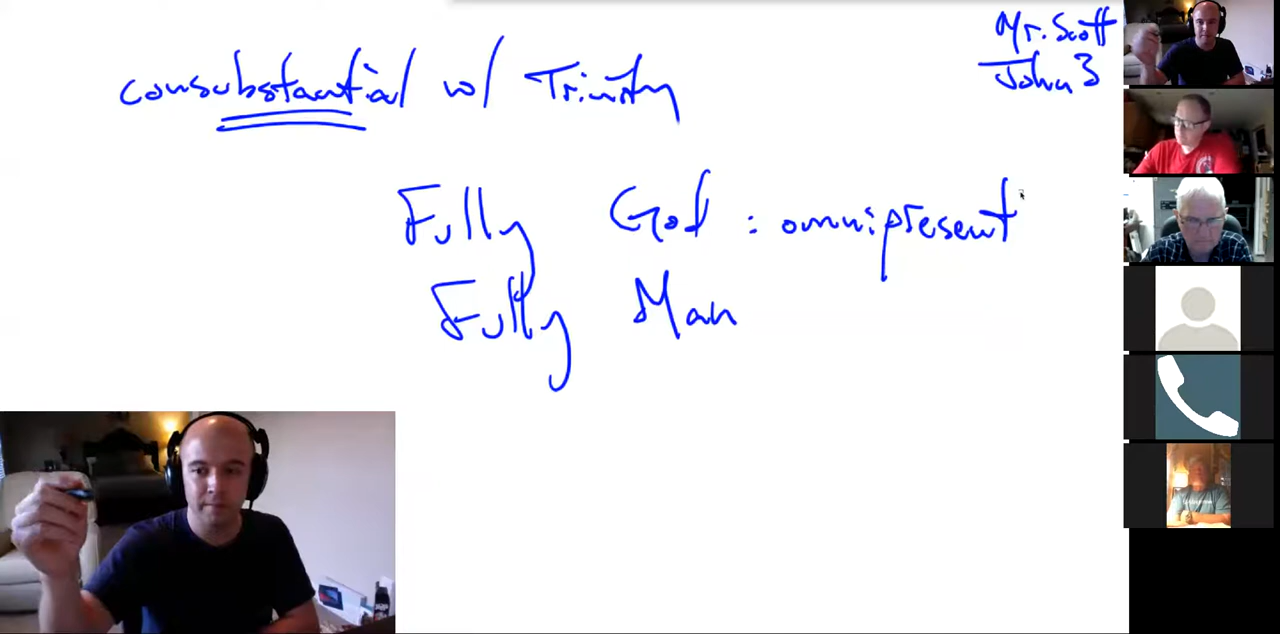 consubstantial w/ Trinity
Mr. Scott
John 3
Fully God : omnipresent
Fully Man